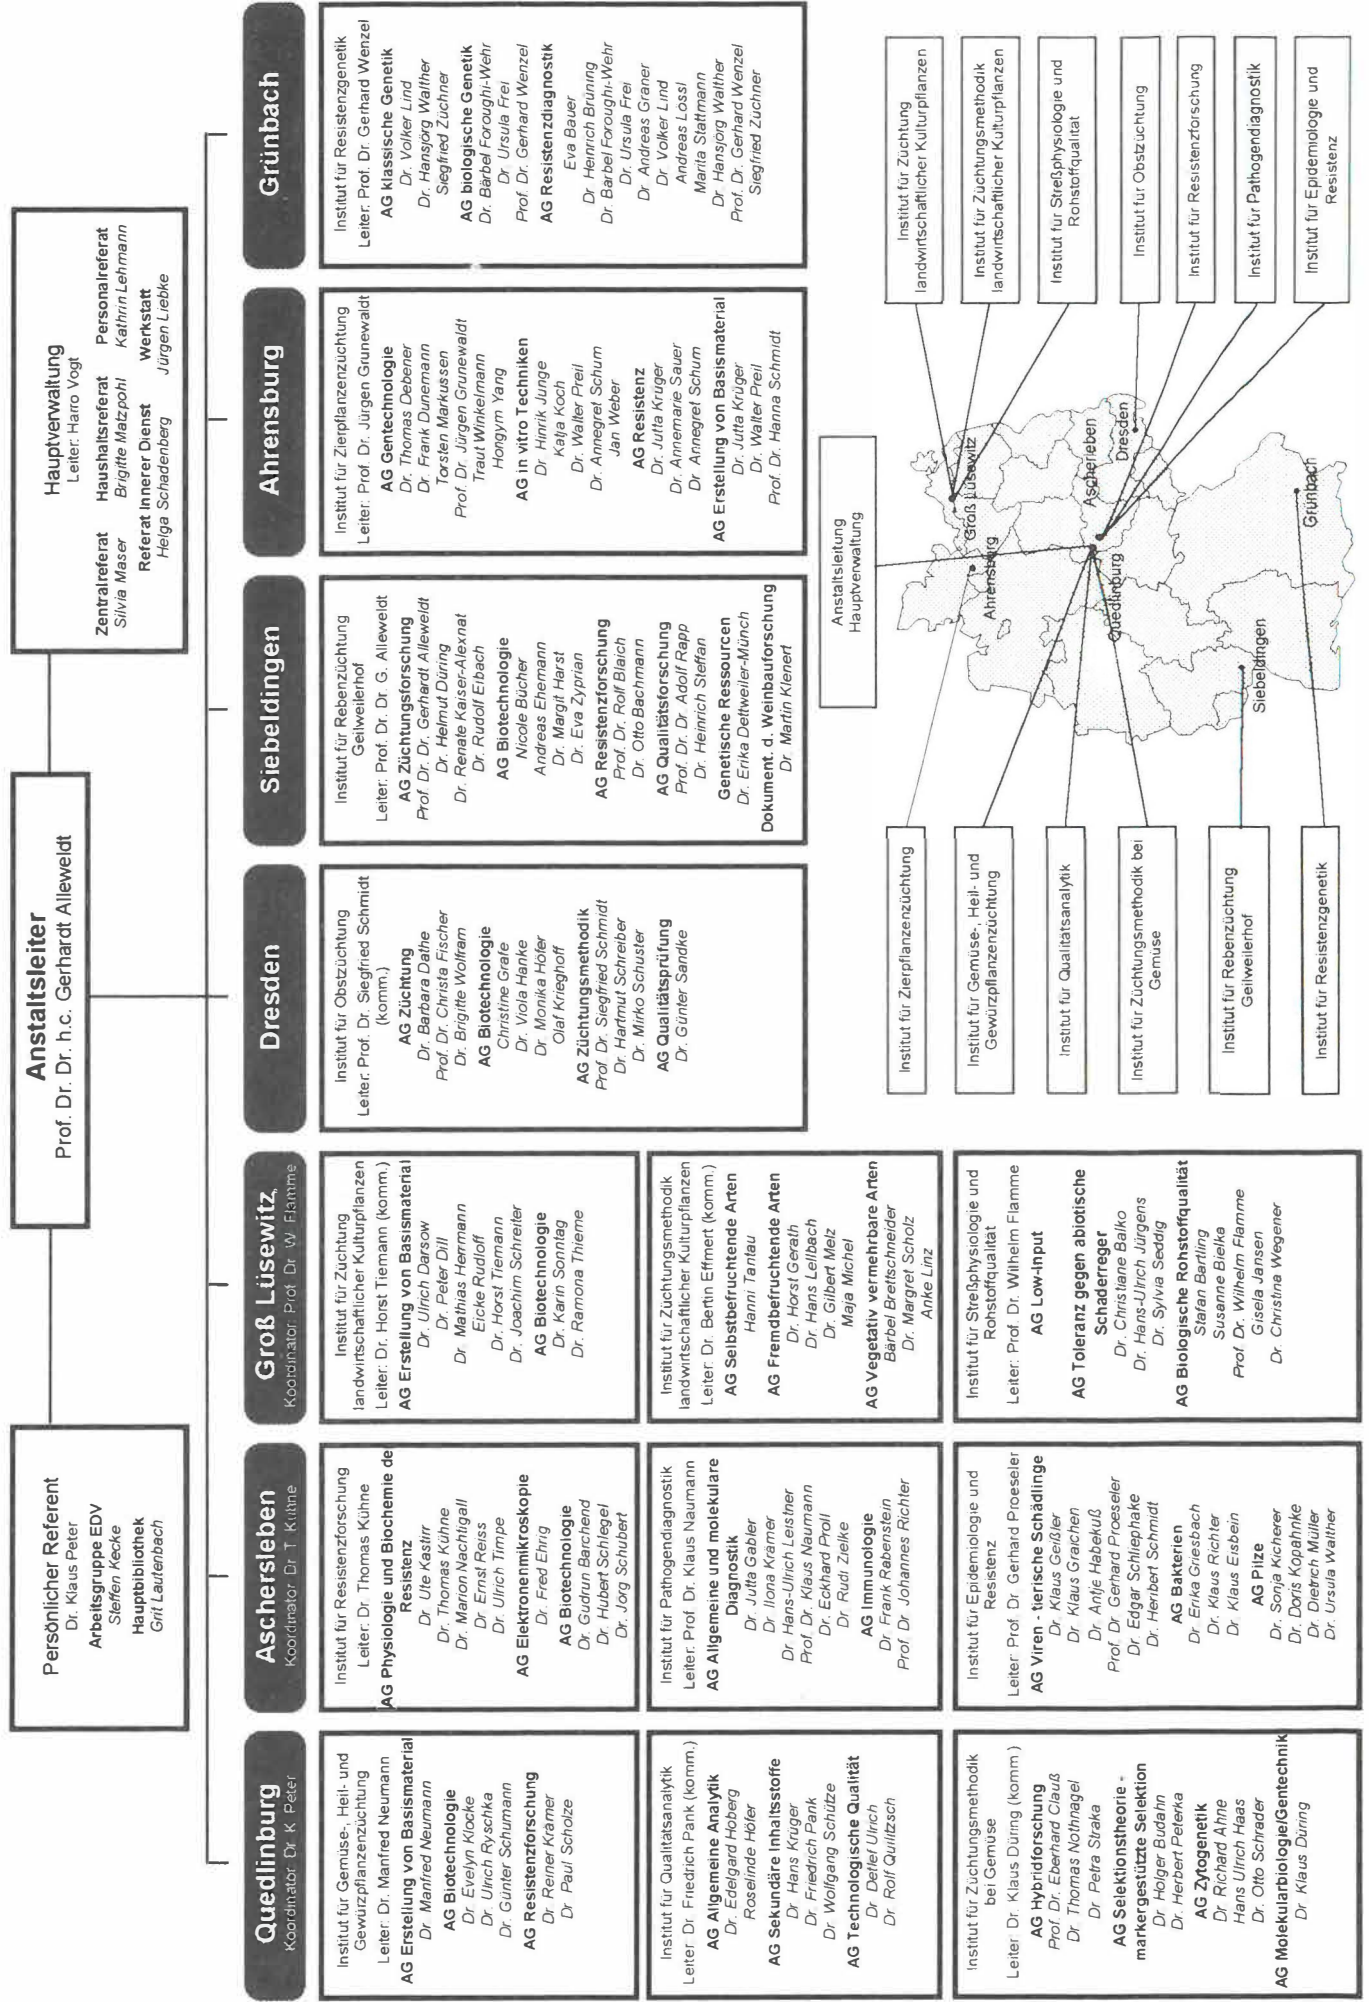 Anstaltsleiter
Prof. Dr. Dr. h.c. Gerhardt Alleweldt
Persönlicher Referent
Dr. Klaus Peter
Arbeitsgruppe EDV
Steffen Kecke
Hauptbibliothek
Grit Laufenbach
Hauptverwaltung
Leiter: Harro Vogt
Zentralreferat Haushaltsreferat Personalreferat
Silvia Maser Brigitte Matzpohl Kathrin Lehmann
Referat Innerer Dienst Werkstatt
Helga Schadenberg Jürgen Liebke
Quedlinburg
Koordinator Dr K Peter
Institut für Gemüse-, Heil- und
Gewürzpflanzenzüchtung
Leiter: Dr. Manfred Neumann
AG Erstellung von Basismaterial
Dr Manfred Neumann
AG Biotechnologie
Dr Evelyn Klocke
Dr. Ulrich Ryschka
Dr. Günter Schumann
AG Resistenzforschung
Dr Reiner Krämer
Dr Paul Scholze
Institut für Qualitätsanalytik
Leiter: Dr. Friedrich Pank (komm.)
AG Allgemeine Analytik
Dr. Edelgard Hoberg
Roselinde Höfer
AG Sekundäre Inhaltsstoffe
Dr Hans Krüger
Dr. Friedrich Pank
Dr Wolfgang Schütze
AG Technologische Qualität
Dr Detlef Ulrich
Dr Rolf Quilitzsch
Institut für Züchtungsmethodik
bei Gemüse
Leiter: Dr. Klaus Düring (komm )
AG Hybridforschung
Prof. Dr. Eberhard Clauß
Dr Thomas Nothnagel
Dr Petra Straka
AG Selektionstheorie -
markergestützte Selektion
Dr Holger Budahn
Dr. Herbert Peterka
AG Zytogenetik
Dr Richard Ahne
Hans Ulrich Haas
Dr. Otto Schrader
AG Molekularbiologie/Gentechnik
Dr Klaus Düring
Aschersleben
Koordinator Dr T Kühne
Institut für Resistenzforschung
Leiter: Dr. Thomas Kühne
AG Physiologie und Biochemie de
Resistenz
Dr Ute Kastirr
Dr. Thomas Kühne
Dr. Marion Nachtigall
Dr Ernst Reiss
Dr Ulrich Timpe
AG Elektronenmikroskopie
Dr. Fred Ehrig
AG Biotechnologie
Dr. Gudrun Barchend
Dr. Hubert Schlegel
Dr. Jörg Schubert
Institut für Pathogendiagnostik
Leiter: Prof. Dr. Klaus Naumann
AG Allgemeine und molekulare
Diagnostik
Dr Jutta Gabler
Dr Ilona Krämer
Dr Hans-Ulrich Leistner
Prof. Dr. Klaus Naumann
Dr. Eckhard Proll
Dr Rudi Zielke
AG Immunologie
Dr Frank Rabenstein
Prof Dr Johannes Richter
Institut für Epidemiologie und
Resistenz
Leiter: Prof Dr. Gerhard Proeseler
AG Viren - tierische Schädlinge
Dr Klaus Geißler
Dr Klaus Graichen
Dr Antje Habekuß
Prof Dr Gerhard Proeseler
Dr Edgar Schliephake
Dr. Herbert Schmidt
AG Bakterien
Dr Erika Griesbach
Dr. Klaus Richter
Dr Klaus Eisbein
AG Pilze
Dr. Sonja Kicherer
Dr. Doris Kopahnke
Dr Dietrich Müller
Dr. Ursula Walther
Groß Lüsewitz
Koordinator: Prof Dr W Flamme
Institut für Züchtung
landwirtschaftlicher Kulturpflanzen
Leiter: Dr. Horst Tiemann (komm.)
AG Erstellung von Basismaterial
Dr. Ulrich Darsow
Dr. Peter Dill
Dr. Mathias Herrmann
Eicke Rudloff
Dr. Horst Tiemann
Dr. Joachim Schreiter
AG Biotechnologie
Dr Karin Sonntag
Dr. Ramona Thieme
Institut für Züchtungsmethodik
landwirtschaftlicher Kulturpflanzen
Leiter: Dr. Bertin Effmert (komm.)
AG Selbstbefruchtende Arten
Hanni Tantau
AG Fremdbefruchtende Arten
Dr. Horst Gerath
Dr. Hans Lellbach
Dr. Gilbert Melz
Maja Michel
AG Vegetativ vermehrbare Arten
Bärbel Brettschneider
Dr. Margret Scholz
Anke Linz
Institut für Streßphysiologie und
Rohstoffqualität
Leiter: Prof. Dr. Wilhelm Flamme
AG Low-Input
AG Toleranz gegen abiotische
Schaderreger
Dr. Christiane Balko
Dr. Hans-Ulrich Jürgens
Dr. Sylvia Seddig
AG Biologische Rohstoffqualität
Stafan Bartling
Susanne Bielka
Prof Dr. Wilhelm Flamme
Gisela Jansen
Dr. Christina Wegener
Dresden
Institut für Obstzüchtung
Leiter: Prof. Dr. Siegfried Schmidt
(komm.)
AG Züchtung
Dr. Barbara Dathe
Prof Dr. Christa Fischer
Dr. Brigitte Wolfram
AG Biotechnologie
Christine Grafe
Dr. Viola Hanke
Dr Monika Höfer
Olaf Krieghoff
AG Züchtungsmethodik
Prof Dr. Siegfried Schmidt
Dr. Hartmut Schreiber
Dr. Mirko Schuster
AG Qualitätsprüfung
Dr. Günter Sandke
Siebeldingen
Institut für Rebenzüchtung
Geilweilerhof
Leiter: Prof. Dr. Dr. G. Alleweldt
AG Züchtungsforschung
Prof. Dr. Dr. Gerhardt Alleweldt
Dr. Helmut Düring
Dr. Renate Kaiser-Alexnat
Dr. Rudolf Eibach
AG Biotechnologie
Nicole Bücher
Andreas Ehemann
Dr. Margit Harst
Dr. Eva Zyprian
AG Resistenzforschung
Prof. Dr. Rolf Blaich
Dr. Otto Bachmann
AG Qualitätsforschung
Prof. Dr. Dr. Adolf Rapp
Dr. Heinrich Steffan
Genetische Ressourcen
Dr. Erika Dettweiler-Münch
Dokument. d. Weinbauforschung
Dr. Martin Klenert
Ahrensburg
Institut für Zierpflanzenzüchtung
Leiter: Prof. Dr. Jürgen Grunewaldt
AG Gentechnologie
Dr. Thomas Debener
Dr. Frank Dunemann
Torsten Markussen
Prof. Dr. Jürgen Grunewaldt
Traut Winkelmann
Hongym Yang
AG in vitro Techniken
Dr Hinrik Junge
Katja Koch
Dr. Walter Preil
Dr. Annegret Schum
Jan Weber
AG Resistenz
Dr. Jutta Krüger
Dr. Annemarie Sauer
Dr Annegret Schum
AG Erstellung von Basismaterial
Dr. Jutta Krüger
Dr. Walter Preil
Prof. Dr. Hanna Schmidt
Grünbach
Institut für Resistenzgenetik
Leiter: Prof. Dr. Gerhard Wenzel
AG klassische Genetik
Dr. Volker Lind
Dr. Hansjörg Walther
Siegfried Züchner
AG biologische Genetik
Dr. Bärbel Foroughi-Wehr
Dr. Ursula Frei
Prof. Dr. Gerhard Wenzel
AG Resistenzdiagnostik
Eva Bauer
Dr. Heinrich Brüning
Dr. Barbel Foroughi-Wehr
Dr. Ursula Frei
Dr Andreas Graner
Dr Volker Lind
Andreas Lossl
Marita Stattmann
Dr. Hansjörg Walther
Prof Dr. Gerhard Wenzel
Siegfried Züchner
Anstaltsleitung
Hauptverwaltung
Institut für Zierpflanzenzüchtung
Institut für Gemüse-, Heil- und
Gewürzpflanzenzüchtung
Institut für Qualitätsanalytik
Institut für Züchtungsmethodik bei
Gemüse
Institut für Rebenzüchtung
Geilweilerhof
Institut für Resistenzgenetik
Ahrensburg
Groß Lüsewitz
Quedlinburg
Ascherleben
Dresden
Siebeldingen
Grünbach
Institut für Züchtung
landwirtschaftlicher Kulturpflanzen
Institut für Züchtungsmethodik
landwirtschaftlicher Kulturpflanzen
Institut für Streßphysiologie und
Rohstoffqualität
Institut für Obstzüchtung
Institut für Resistenzforschung
Institut für Pathogendiagnostik
Institut für Epidemiologie und
Resistenz